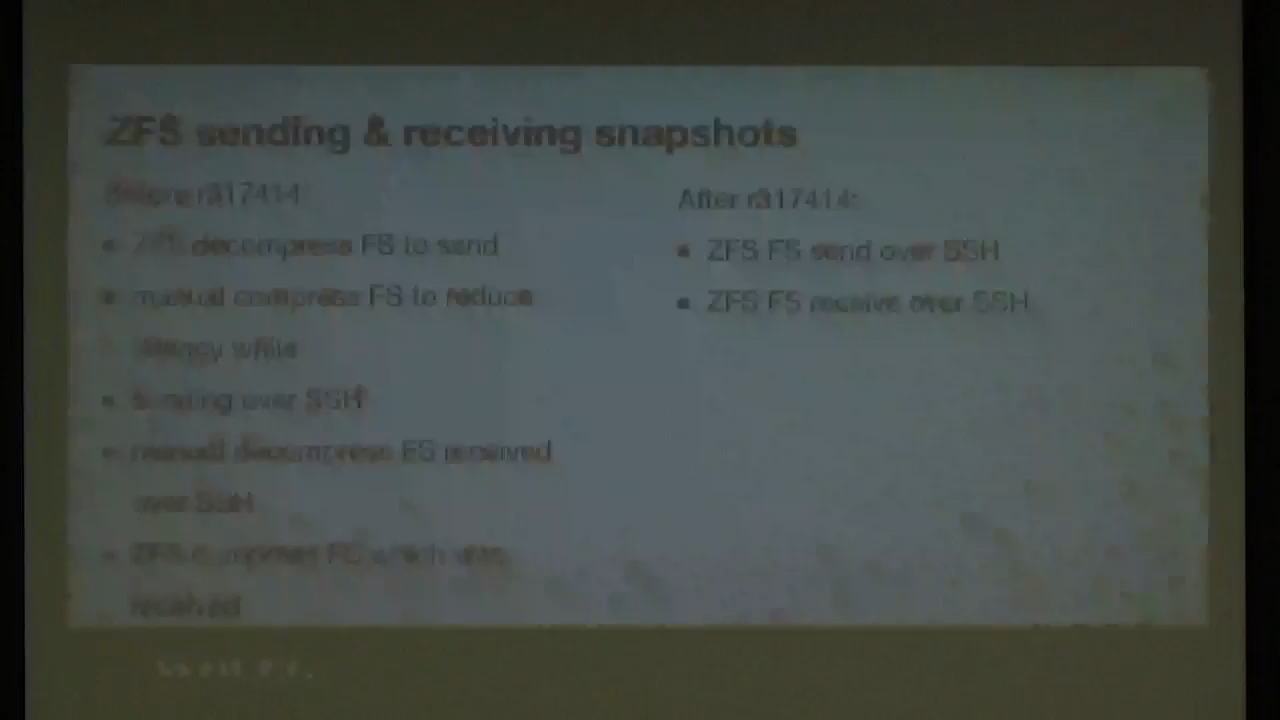 ZFS sending & receiving snapshots
Before r317414:
• ZFS decompress FS to send
• manual compress FS to reduce
latency while
• sending over SSH
• manual decompress FS received
over SSH
• ZFS compress FS which was
received
After r317414:
• ZFS FS send over SSH
• ZFS FS receive over SSH